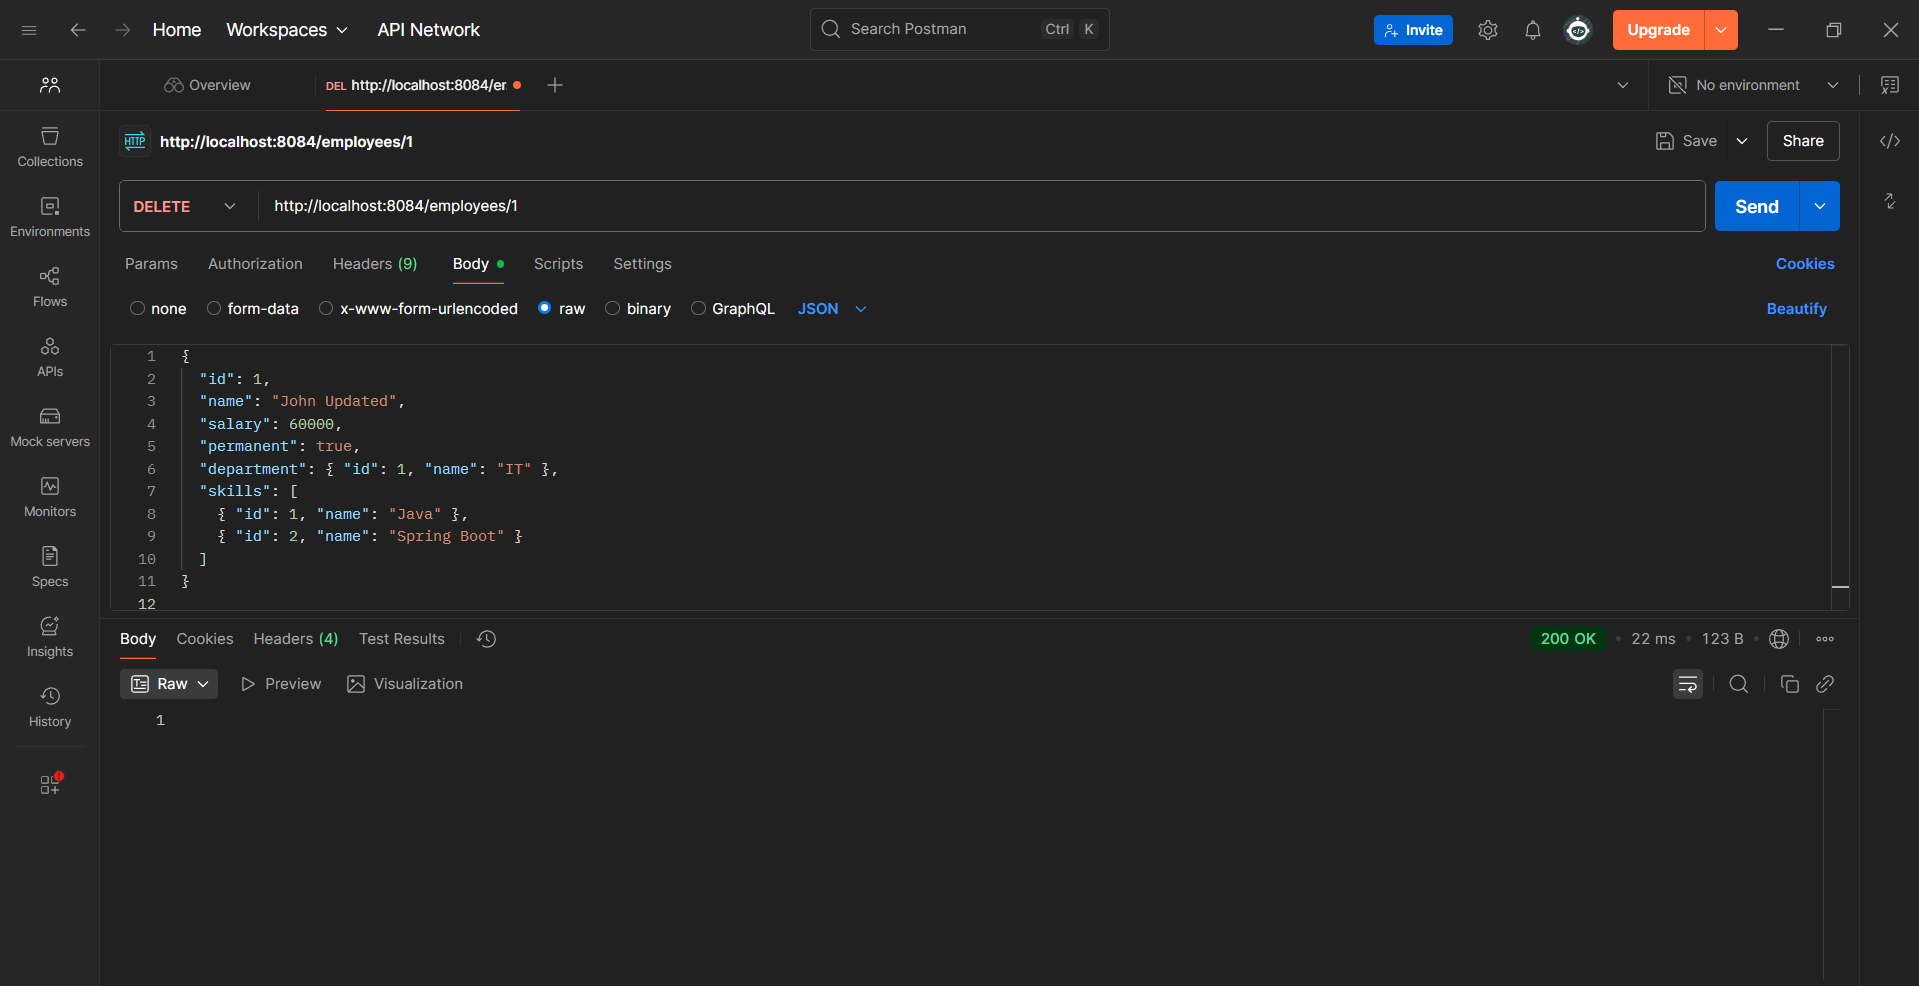 Home Workspaces API Network Search Postman Ctrl K Invite Upgrade
Overview DEL http://localhost:8084/er No environment
HTTP http://localhost:8084/employees/1 Save Share
DELETE http://localhost:8084/employees/1 Send
Params Authorization Headers (9) Body Scripts Settings Cookies
none form-data x-www-form-urlencoded raw binary GraphQL JSON Beautify
Collections
Environments
Flows
APIs
Mock servers
Monitors
Specs
Insights
History
1 {
2 "id": 1,
3 "name": "John Updated",
4 "salary": 60000,
5 "permanent": true,
6 "department": { "id": 1, "name": "IT" },
7 "skills": [
8 { "id": 1, "name": "Java" },
9 { "id": 2, "name": "Spring Boot" }
10 ]
11 }
12
Body Cookies Headers (4) Test Results 200 OK 22 ms 123 B
Raw Preview Visualization
1